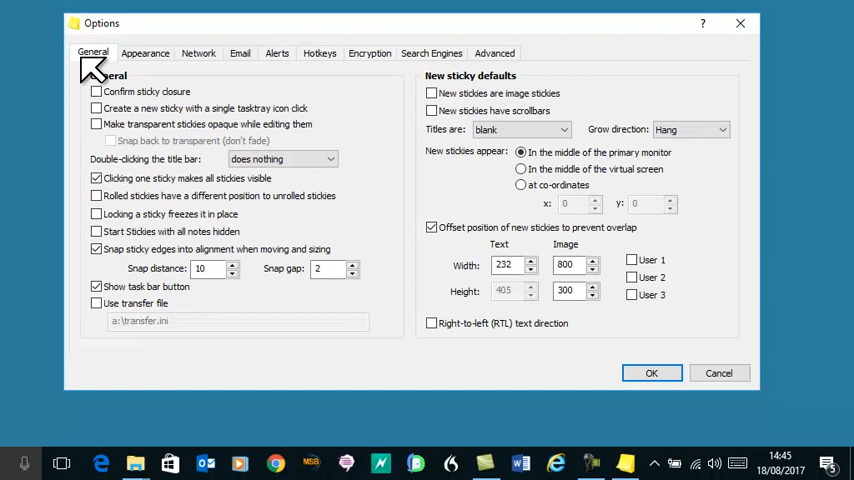 Options
General Appearance Network Email Alerts Hotkeys Encryption Search Engines Advanced
General
Confirm sticky closure
Create a new sticky with a single tasktray icon click
Make transparent stickies opaque while editing them
Snap back to transparent (don't fade)
Double-clicking the title bar: does nothing
Clicking one sticky makes all stickies visible
Rolled stickies have a different position to unrolled stickies
Locking a sticky freezes it in place
Start Stickies with all notes hidden
Snap sticky edges into alignment when moving and sizing
Snap distance: 10 Snap gap: 2
Show task bar button
Use transfer file
a:\transfer.ini
New sticky defaults
New stickies are image stickies
New stickies have scrollbars
Titles are: blank Grow direction: Hang
New stickies appear: In the middle of the primary monitor
In the middle of the virtual screen
at co-ordinates
x: 0 y: 0
Offset position of new stickies to prevent overlap
Text Image
Width: 232 800 User 1
User 2
Height: 405 300 User 3
Right-to-left (RTL) text direction
OK Cancel
MSB
14:45
18/08/2017
5